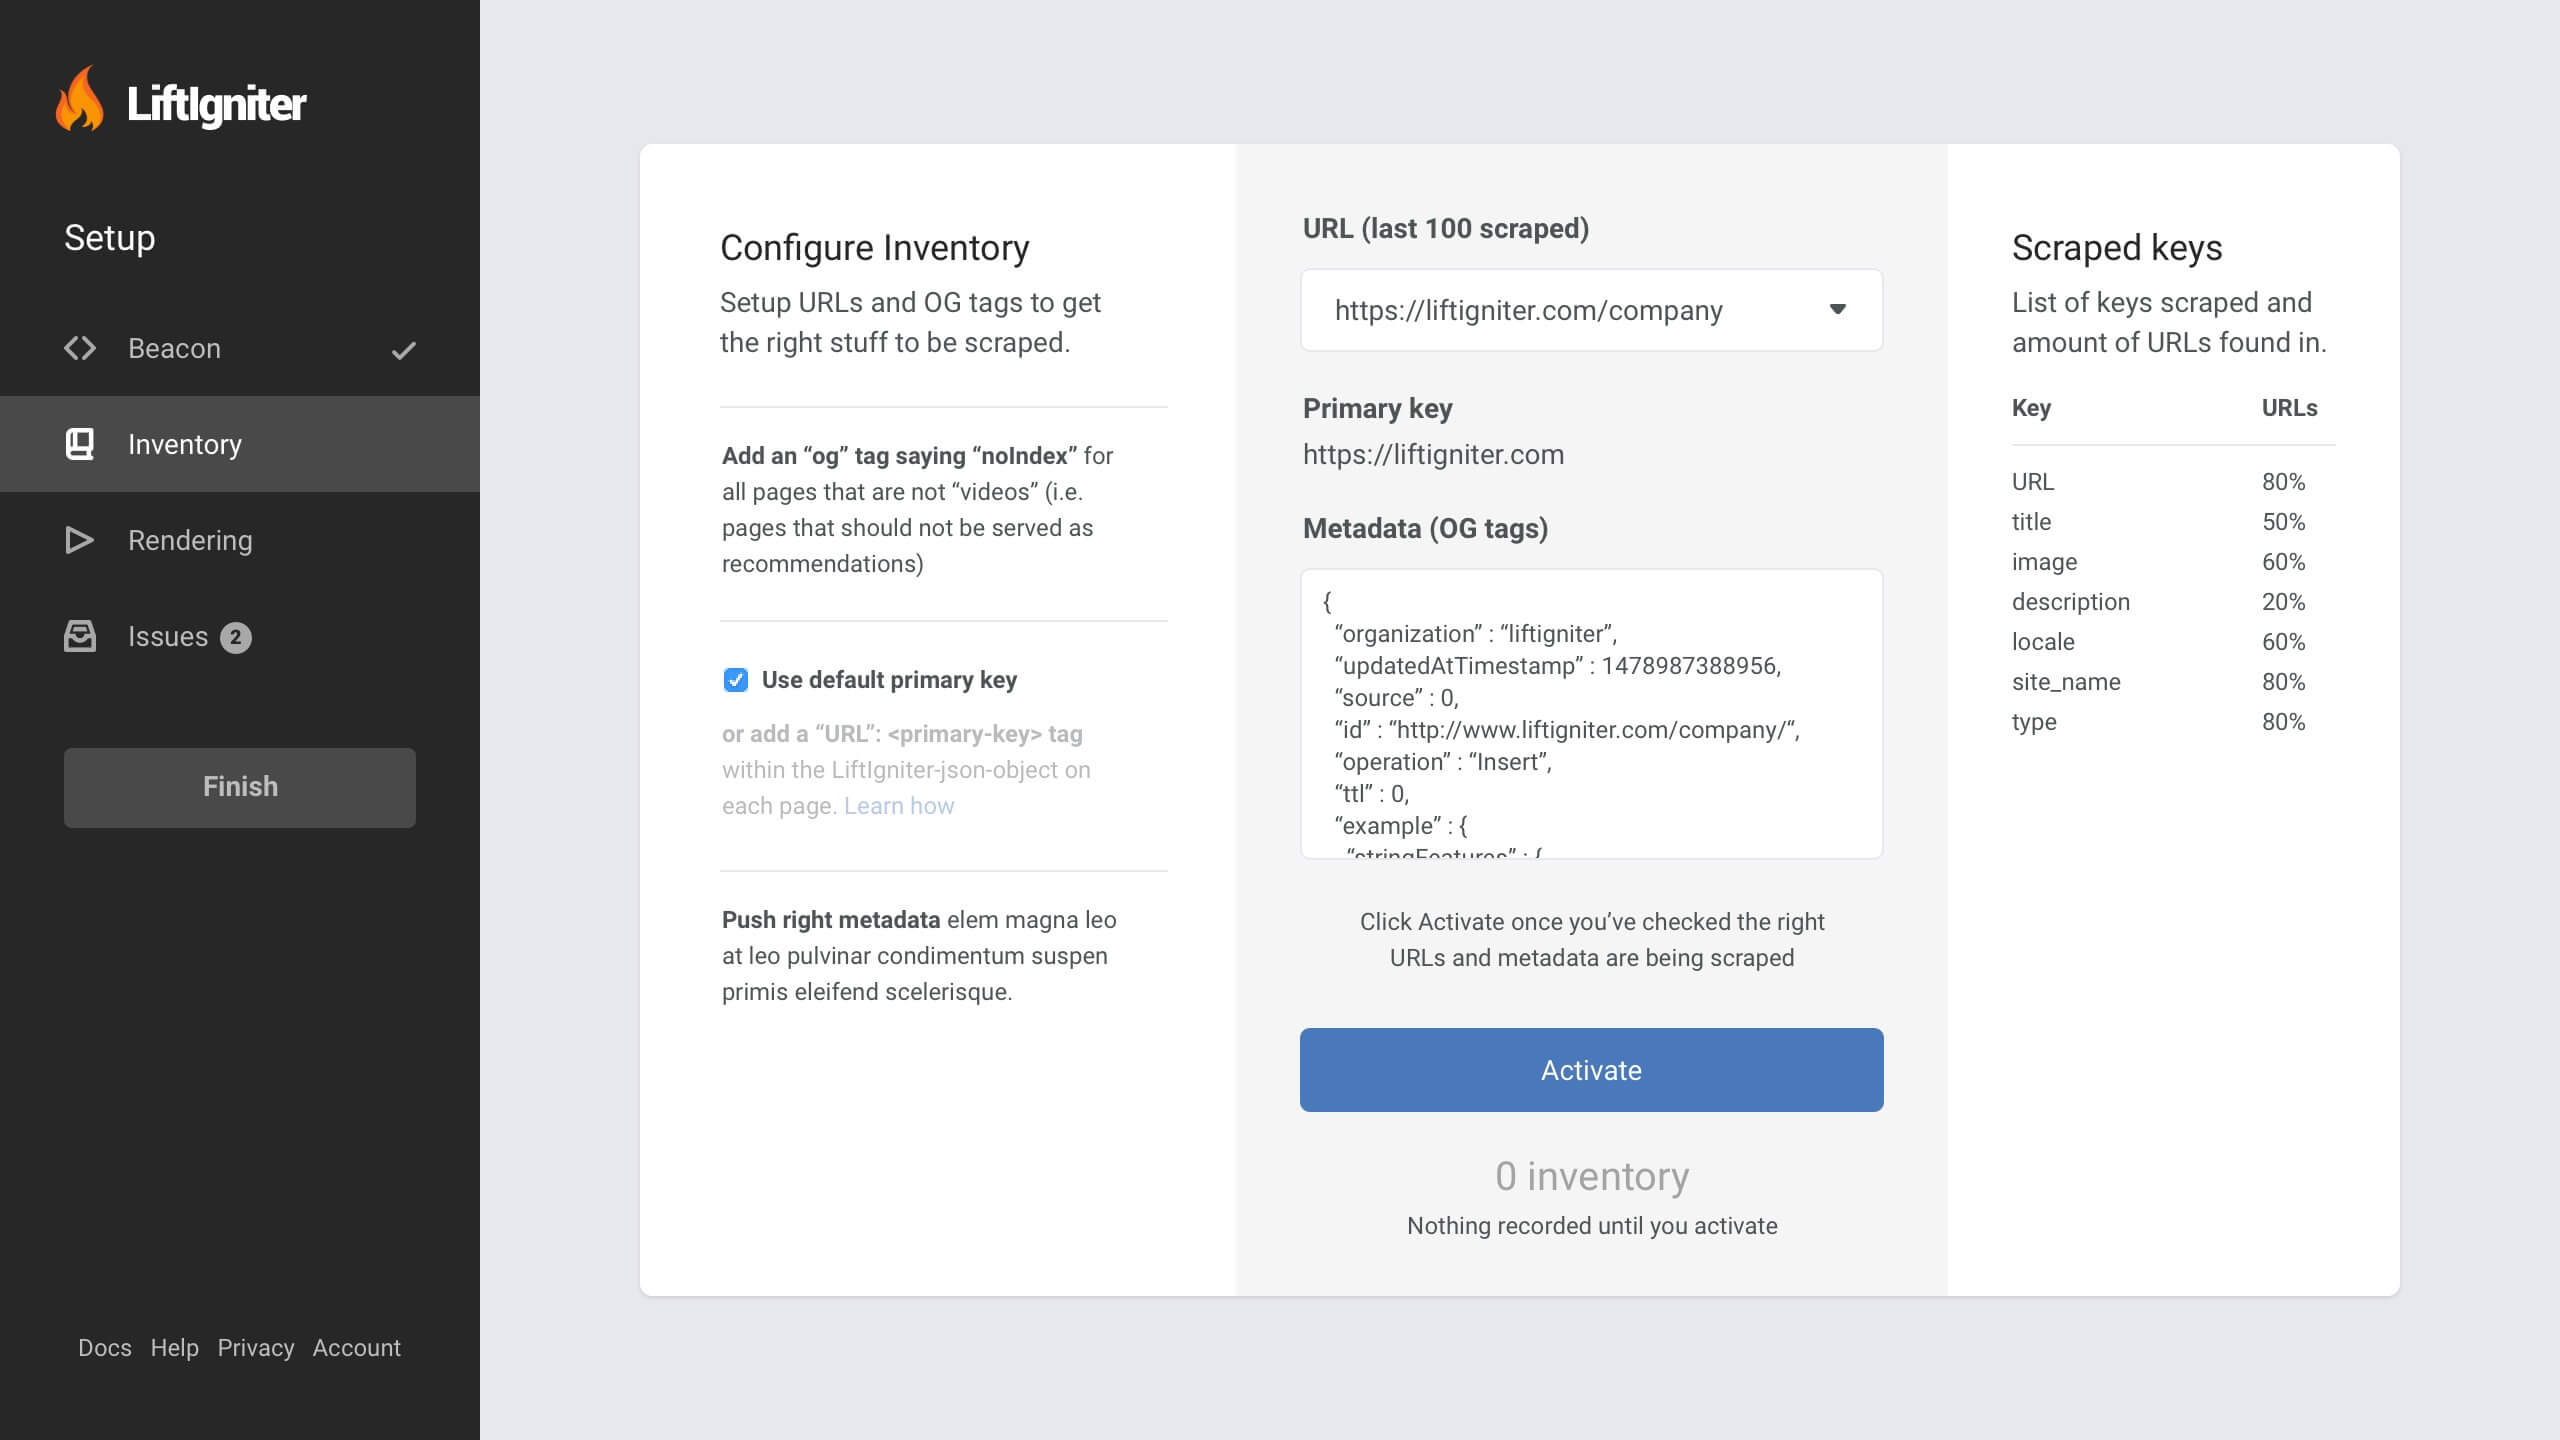 LiftIgniter
Setup
Beacon
Inventory
Rendering
Issues 2
Finish
Docs Help Privacy Account
Configure Inventory
Setup URLs and OG tags to get
the right stuff to be scraped.
Add an “og” tag saying “noIndex” for
all pages that are not “videos” (i.e.
pages that should not be served as
recommendations)
Use default primary key
or add a “URL”: <primary-key> tag
within the LiftIgniter-json-object on
each page. Learn how
Push right metadata elem magna leo
at leo pulvinar condimentum suspen
primis eleifend scelerisque.
URL (last 100 scraped)
https://liftigniter.com/company
Primary key
https://liftigniter.com
Metadata (OG tags)
{
“organization” : “liftigniter”,
“updatedAtTimestamp” : 1478987388956,
“source” : 0,
“id” : “http://www.liftigniter.com/company/“,
“operation” : “Insert”,
“ttl” : 0,
“example” : {
“stringFeatures” : {
Click Activate once you’ve checked the right
URLs and metadata are being scraped
Activate
0 inventory
Nothing recorded until you activate
Scraped keys
List of keys scraped and
amount of URLs found in.
Key URLs
URL 80%
title 50%
image 60%
description 20%
locale 60%
site_name 80%
type 80%